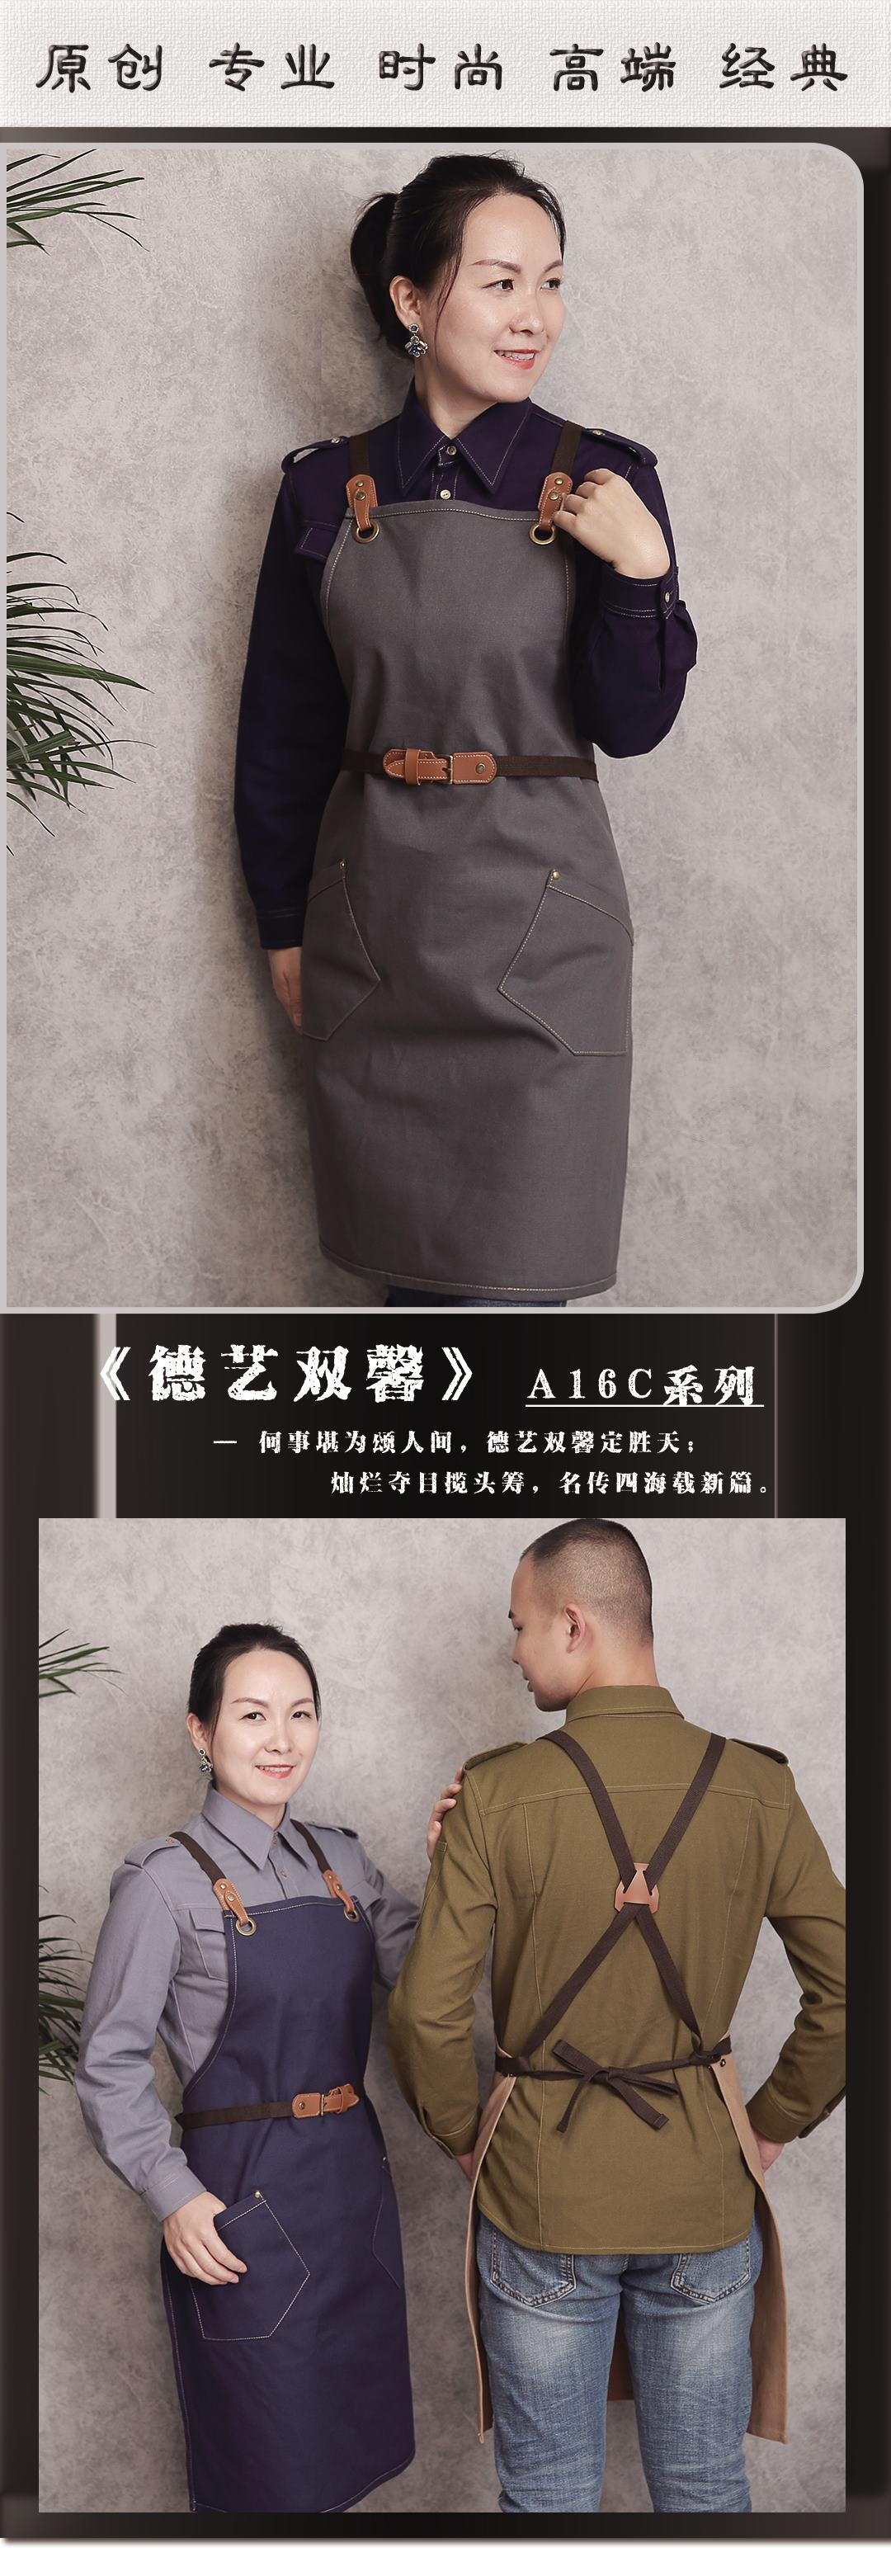 原创 专业 时尚 高端 经典
《德艺双馨》 A16C系列
— 何事堪为颂人间，德艺双馨定胜天；
灿烂夺目揽头筹，名传四海载新篇。